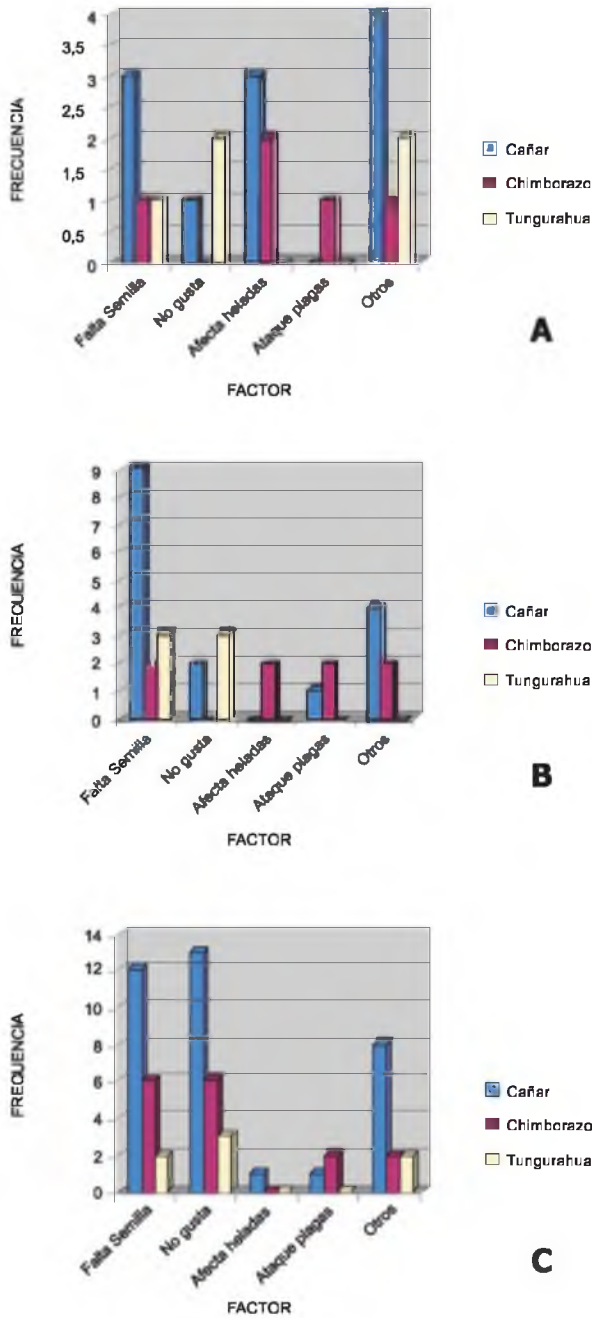 FRECUENCIA
4
3,5
3
2,5
2
1,5
1
0,5
0
Falta Semilla
No gusta
Afecta heladas
Ataque plagas
Otros
FACTOR
Cañar
Chimborazo
Tungurahua
A
FREQUENCIA
9
8
7
6
5
4
3
2
1
0
Falta Semilla
No gusta
Afecta heladas
Ataque plagas
Otros
FACTOR
Cañar
Chimborazo
Tungurahua
B
FREQUENCIA
14
12
10
8
6
4
2
0
Falta Semilla
No gusta
Afecta heladas
Ataque plagas
Otros
FACTOR
Cañar
Chimborazo
Tungurahua
C